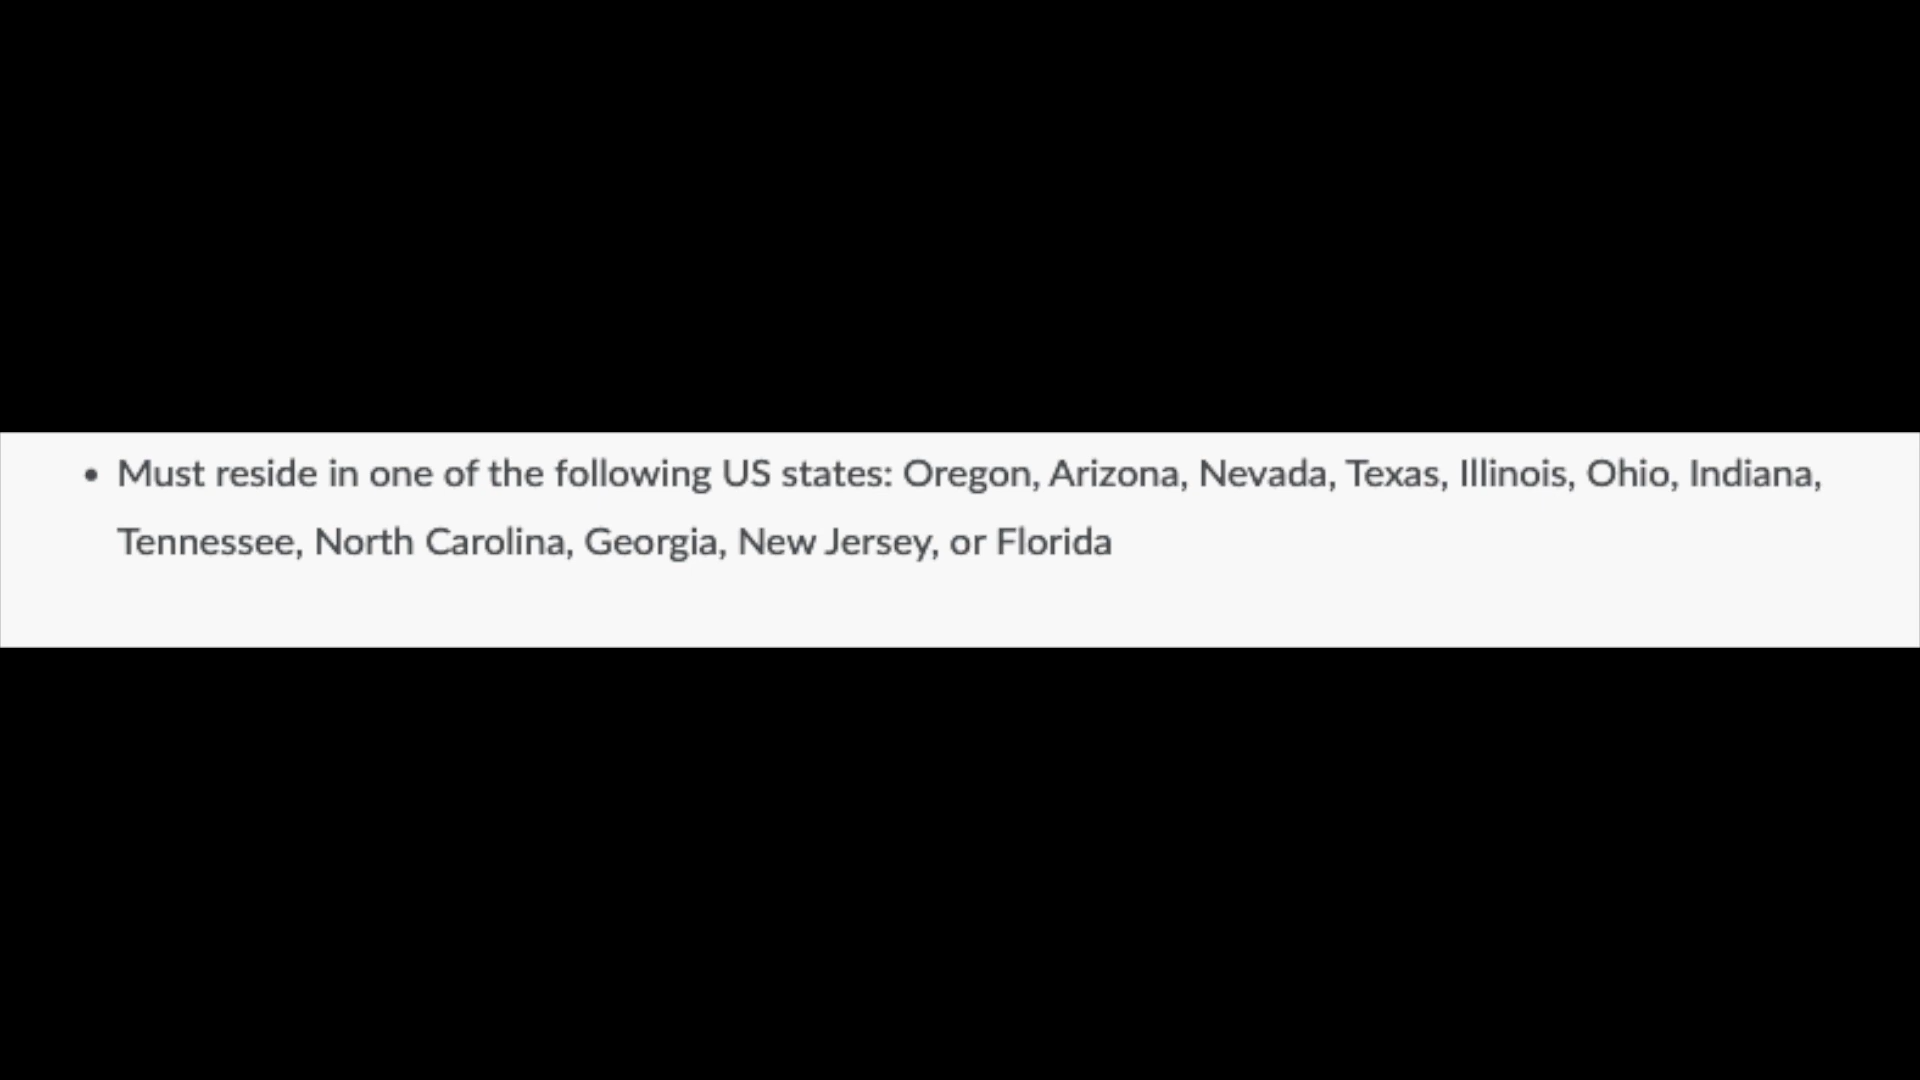 • Must reside in one of the following US states: Oregon, Arizona, Nevada, Texas, Illinois, Ohio, Indiana,
Tennessee, North Carolina, Georgia, New Jersey, or Florida